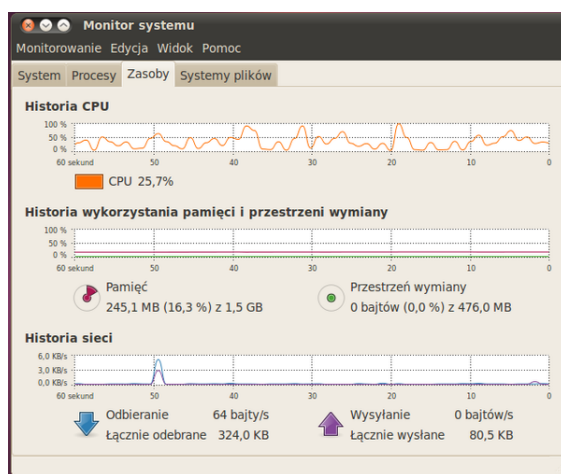 Monitor systemu
Monitorowanie Edycja Widok Pomoc
System Procesy Zasoby Systemy plików
Historia CPU
100 %
50 %
0 %
60 sekund 50 40 30 20 10 0
CPU 25,7%
Historia wykorzystania pamięci i przestrzeni wymiany
100 %
50 %
0 %
60 sekund 50 40 30 20 10 0
Pamięć Przestrzeń wymiany
245,1 MB (16,3 %) z 1,5 GB 0 bajtów (0,0 %) z 476,0 MB
Historia sieci
6,0 KB/s
3,0 KB/s
0,0 KB/s
60 sekund 50 40 30 20 10 0
Odbieranie 64 bajty/s Wysyłanie 0 bajtów/s
Łącznie odebrane 324,0 KB Łącznie wysłane 80,5 KB